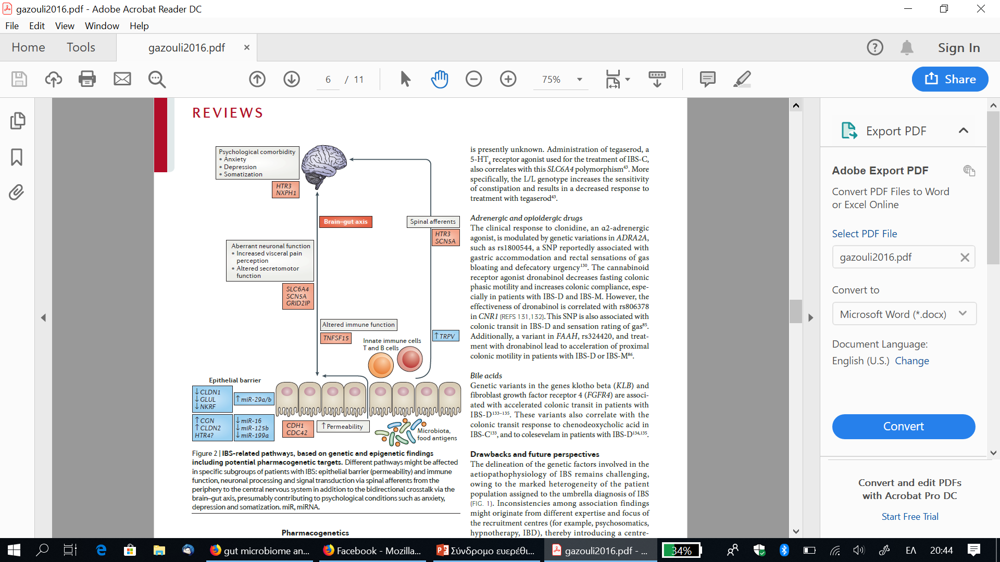 gazouli2016.pdf - Adobe Acrobat Reader DC
File Edit View Window Help
Home Tools gazouli2016.pdf × Sign In
6 / 11 75% Share
REVIEWS
Psychological comorbidity
• Anxiety
• Depression
• Somatization
HTR3
NXPH1
Brain–gut axis
Spinal afferents
HTR3
SCN5A
Aberrant neuronal function
• Increased visceral pain
perception
• Altered secretomotor
function
SLC6A4
SCN5A
GRID2IP
Altered immune function
TNFSF15
Innate immune cells
T and B cells
↑TRPV
Epithelial barrier
↓CLDN1
↓GLUL
↓NKRF
↑miR-29a/b
↑CGN
↑CLDN2
HTR4?
↓miR-16
↓miR-125b
↓miR-199a
CDH1
CDC42
↑Permeability
Microbiota,
food antigens
Figure 2 | IBS-related pathways, based on genetic and epigenetic findings
including potential pharmacogenetic targets. Different pathways might be affected
in specific subgroups of patients with IBS: epithelial barrier (permeability) and immune
function, neuronal processing and signal transduction via spinal afferents from the
periphery to the central nervous system in addition to the bidirectional crosstalk via the
brain–gut axis, presumably contributing to psychological conditions such as anxiety,
depression and somatization. miR, miRNA.
Pharmacogenetics
is presently unknown. Administration of tegaserod, a
5-HT4 receptor agonist used for the treatment of IBS-C,
also correlates with this SLC6A4 polymorphism43. More
specifically, the L/L genotype increases the sensitivity
of constipation and results in a decreased response to
treatment with tegaserod43.
Adrenergic and opioidergic drugs
The clinical response to clonidine, an α2-adrenergic
agonist, is modulated by genetic variations in ADRA2A,
such as rs1800544, a SNP reportedly associated with
gastric accommodation and rectal sensations of gas
bloating and defecatory urgency130. The cannabinoid
receptor agonist dronabinol decreases fasting colonic
phasic motility and increases colonic compliance, espe-
cially in patients with IBS-D and IBS-M. However, the
effectiveness of dronabinol is correlated with rs806378
in CNR1 (REFS 131,132). This SNP is also associated with
colonic transit in IBS-D and sensation rating of gas85.
Additionally, a variant in FAAH, rs324420, and treat-
ment with dronabinol lead to acceleration of proximal
colonic motility in patients with IBS-D or IBS-M86.
Bile acids
Genetic variants in the genes klotho beta (KLB) and
fibroblast growth factor receptor 4 (FGFR4) are associ-
ated with accelerated colonic transit in patients with
IBS-D133–135. These variants also correlate with the
colonic transit response to chenodeoxycholic acid in
IBS-C133, and to colesevelam in patients with IBS-D134,135.
Drawbacks and future perspectives
The delineation of the genetic factors involved in the
aetiopathophysiology of IBS remains challenging,
owing to the marked heterogeneity of the patient
population assigned to the umbrella diagnosis of IBS
(FIG. 1). Inconsistencies among association findings
might originate from different expertise and focus of
the recruitment centres (for example, psychosomatics,
hypnotherapy, IBD), thereby introducing a centre-
Export PDF
Adobe Export PDF
Convert PDF Files to Word
or Excel Online
Select PDF File
gazouli2016.pdf
Convert to
Microsoft Word (*.docx)
Document Language:
English (U.S.) Change
Convert
Convert and edit PDFs
with Acrobat Pro DC
Start Free Trial
gut microbiome an...
Facebook - Mozilla...
Σύνδρομο ευερέθι...
gazouli2016.pdf - ...
34%
ΕΛ
20:44